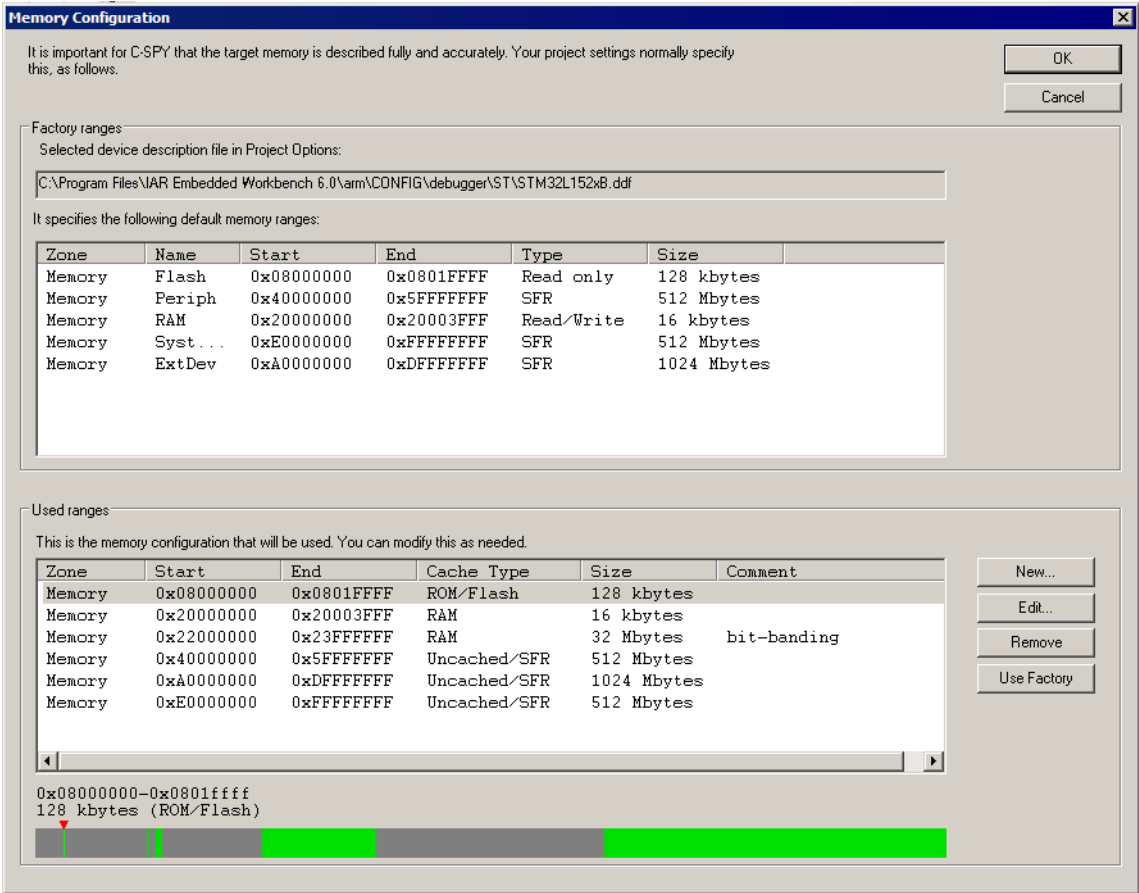 Memory Configuration
It is important for C-SPY that the target memory is described fully and accurately. Your project settings normally specify
this, as follows.
OK
Cancel
Factory ranges
Selected device description file in Project Options:
C:\Program Files\IAR Embedded Workbench 6.0\arm\CONFIG\debugger\ST\STM32L152xB.ddf
It specifies the following default memory ranges:
Zone Name Start End Type Size
Memory Flash 0x08000000 0x0801FFFF Read only 128 kbytes
Memory Periph 0x40000000 0x5FFFFFFF SFR 512 Mbytes
Memory RAM 0x20000000 0x20003FFF Read/Write 16 kbytes
Memory Syst... 0xE0000000 0xFFFFFFFF SFR 512 Mbytes
Memory ExtDev 0xA0000000 0xDFFFFFFF SFR 1024 Mbytes
Used ranges
This is the memory configuration that will be used. You can modify this as needed.
Zone Start End Cache Type Size Comment
Memory 0x08000000 0x0801FFFF ROM/Flash 128 kbytes
Memory 0x20000000 0x20003FFF RAM 16 kbytes
Memory 0x22000000 0x23FFFFFF RAM 32 Mbytes bit-banding
Memory 0x40000000 0x5FFFFFFF Uncached/SFR 512 Mbytes
Memory 0xA0000000 0xDFFFFFFF Uncached/SFR 1024 Mbytes
Memory 0xE0000000 0xFFFFFFFF Uncached/SFR 512 Mbytes
New...
Edit...
Remove
Use Factory
0x08000000-0x0801ffff
128 kbytes (ROM/Flash)